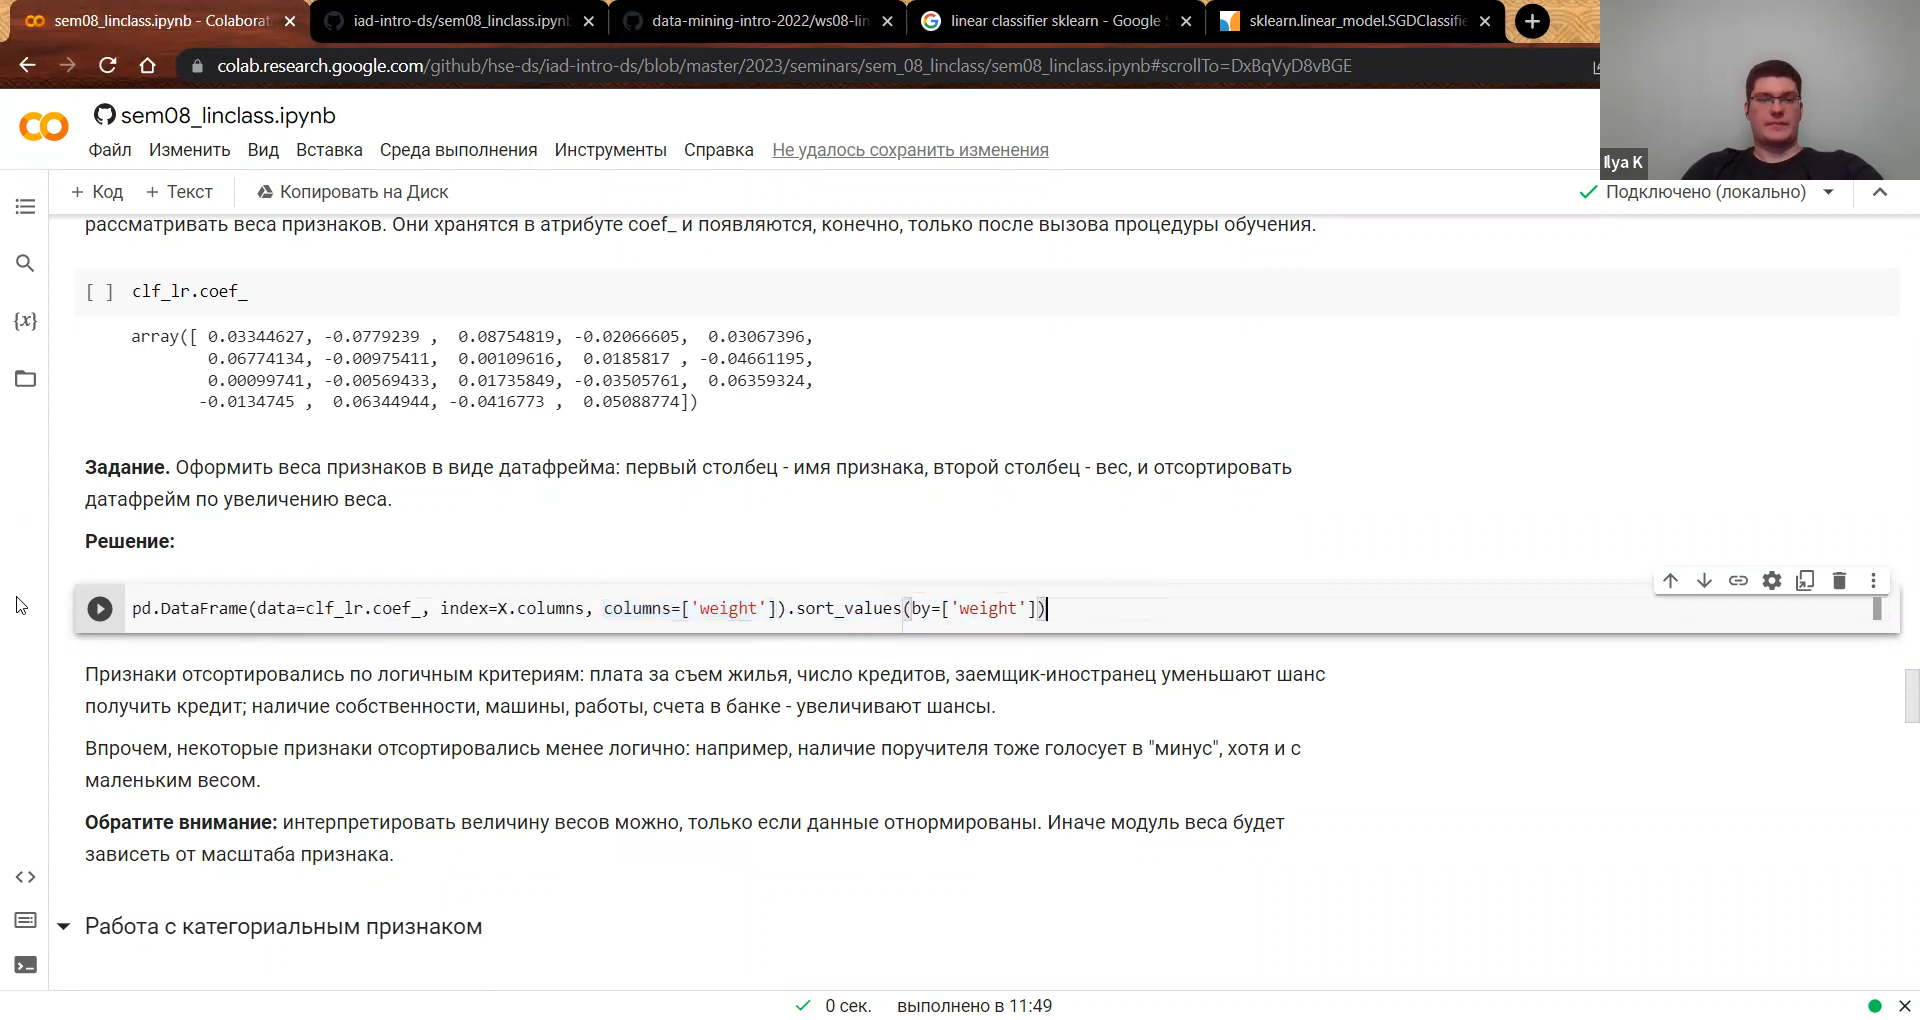 sem08_linclass.ipynb - Colaborat
iad-intro-ds/sem08_linclass.ipynb
data-mining-intro-2022/ws08-lin
linear classifier sklearn - Google S
sklearn.linear_model.SGDClassifie
colab.research.google.com/github/hse-ds/iad-intro-ds/blob/master/2023/seminars/sem_08_linclass/sem08_linclass.ipynb#scrollTo=DxBqVyD8vBGE
sem08_linclass.ipynb
Файл Изменить Вид Вставка Среда выполнения Инструменты Справка Не удалось сохранить изменения
Ilya K
+ Код + Текст Копировать на Диск Подключено (локально)
рассматривать веса признаков. Они хранятся в атрибуте coef_ и появляются, конечно, только после вызова процедуры обучения.
[ ] clf_lr.coef_
array([ 0.03344627, -0.0779239 , 0.08754819, -0.02066605, 0.03067396,
0.06774134, -0.00975411, 0.00109616, 0.0185817 , -0.04661195,
0.00099741, -0.00569433, 0.01735849, -0.03505761, 0.06359324,
-0.0134745 , 0.06344944, -0.0416773 , 0.05088774])
Задание. Оформить веса признаков в виде датафрейма: первый столбец - имя признака, второй столбец - вес, и отсортировать
датафрейм по увеличению веса.
Решение:
pd.DataFrame(data=clf_lr.coef_, index=X.columns, columns=['weight']).sort_values(by=['weight'])
Признаки отсортировались по логичным критериям: плата за съем жилья, число кредитов, заемщик-иностранец уменьшают шанс
получить кредит; наличие собственности, машины, работы, счета в банке - увеличивают шансы.
Впрочем, некоторые признаки отсортировались менее логично: например, наличие поручителя тоже голосует в "минус", хотя и с
маленьким весом.
Обратите внимание: интерпретировать величину весов можно, только если данные отнормированы. Иначе модуль веса будет
зависеть от масштаба признака.
Работа с категориальным признаком
0 сек. выполнено в 11:49